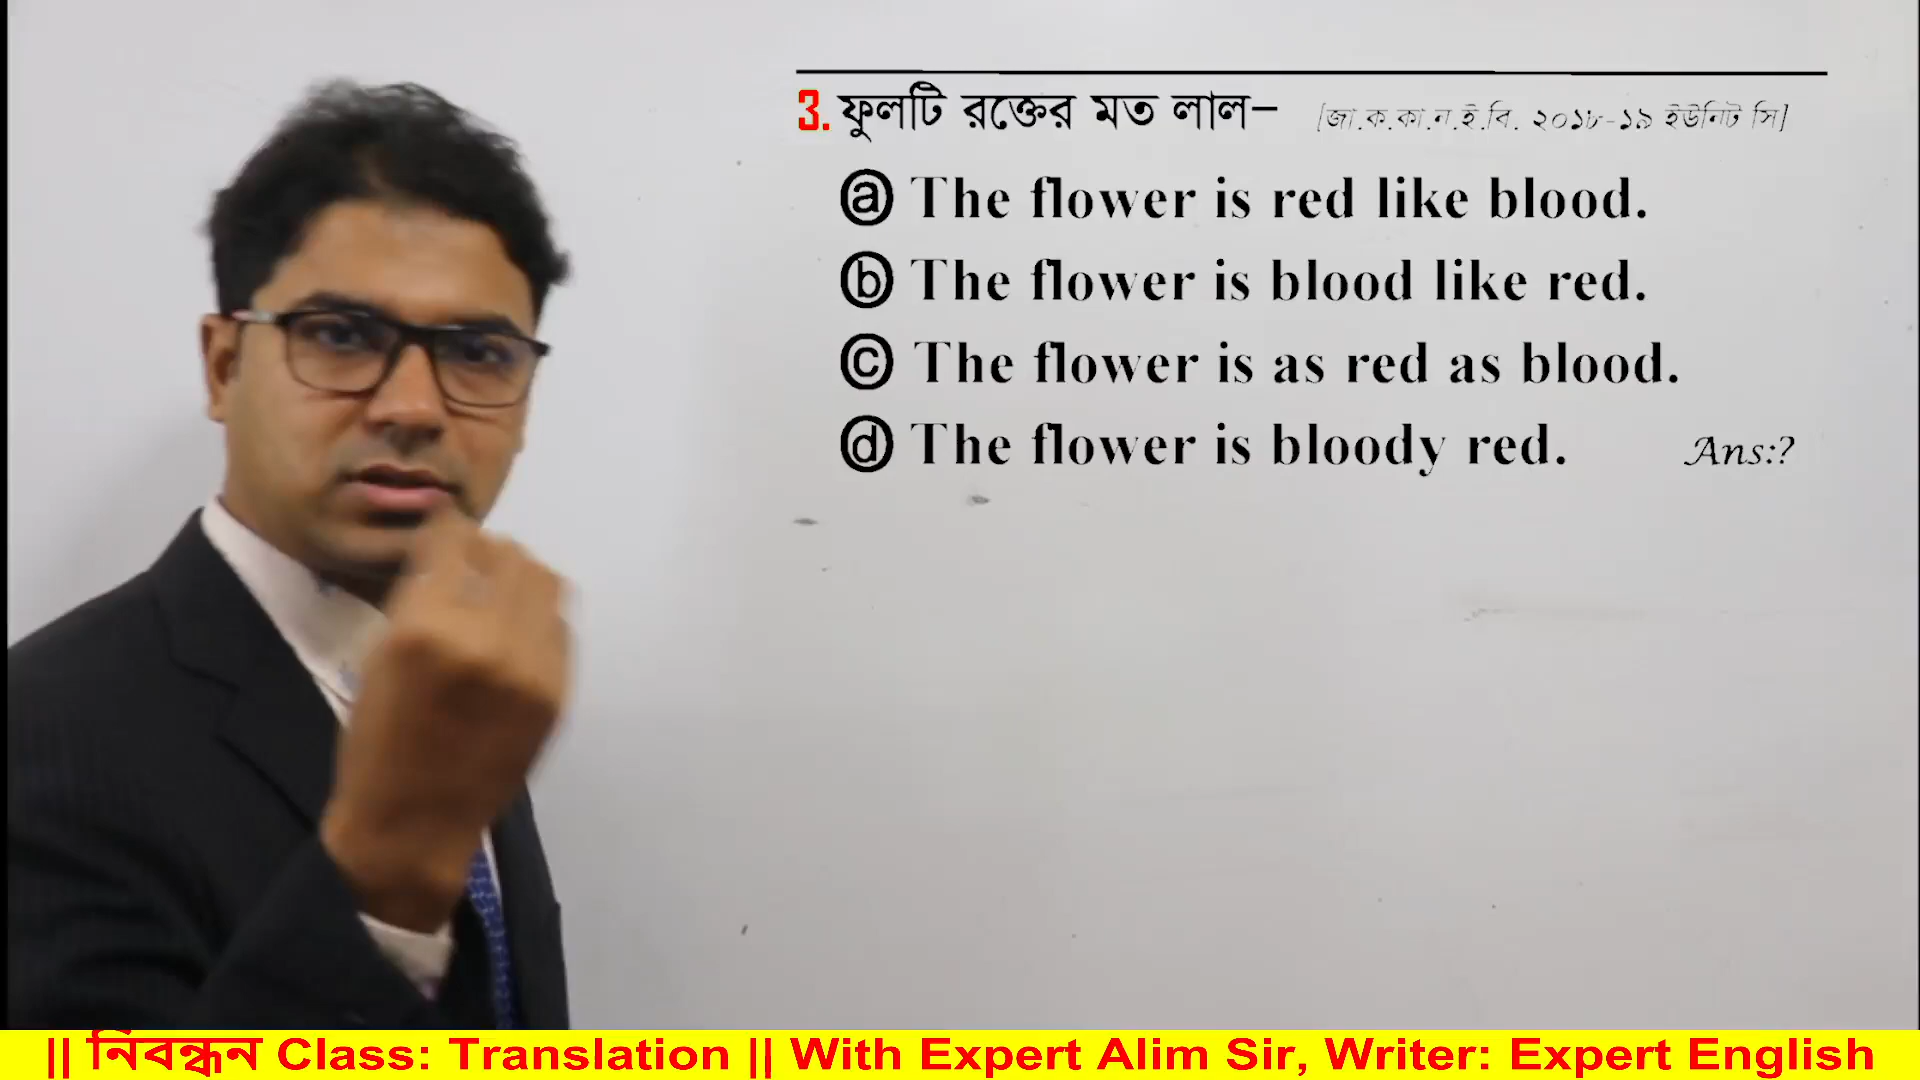 3. ফুলটি রক্তের মত লাল– [জা.ক.কা.ন.ই.বি. ২০১৮-১৯ ইউনিট সি]
ⓐ The flower is red like blood.
ⓑ The flower is blood like red.
ⓒ The flower is as red as blood.
ⓓ The flower is bloody red. Ans:?
|| নিবন্ধন Class: Translation || With Expert Alim Sir, Writer: Expert English